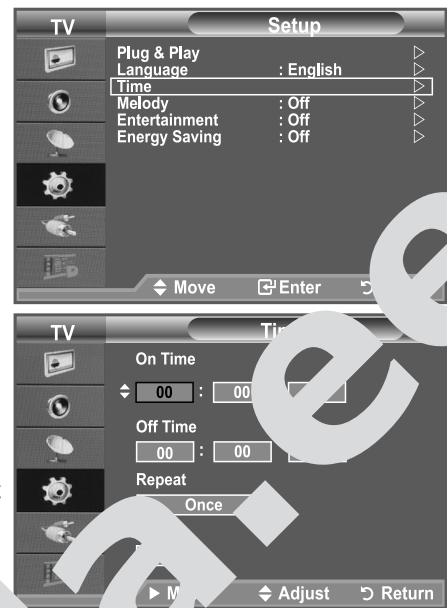 TV Setup
Plug & Play
Language : English
Time
Melody : Off
Entertainment : Off
Energy Saving : Off
Move Enter
TV
On Time
00 : 00
Off Time
00 : 00
Repeat
Once
Adjust Return